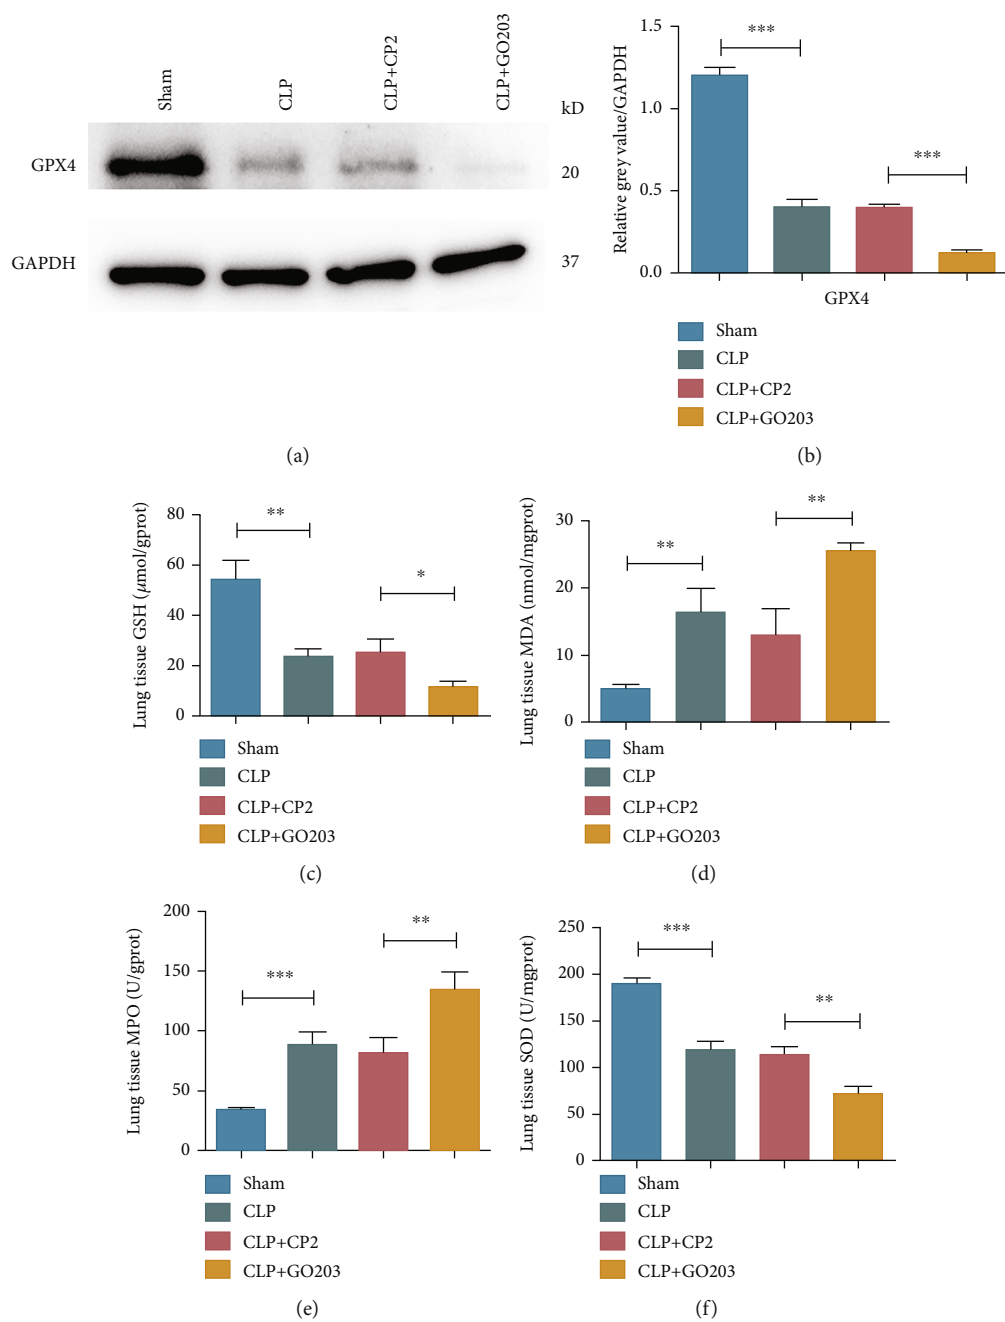 Sham
CLP
CLP+CP2
CLP+GO203
kD
GPX4
20
GAPDH
37
(a)
Relative grey value/GAPDH
1.5
1.0
0.5
0.0
***
***
GPX4
Sham
CLP
CLP+CP2
CLP+GO203
(b)
Lung tissue GSH (μmol/gprot)
80
60
40
20
0
**
*
Sham
CLP
CLP+CP2
CLP+GO203
(c)
Lung tissue MDA (nmol/mgprot)
30
20
10
0
**
**
Sham
CLP
CLP+CP2
CLP+GO203
(d)
Lung tissue MPO (U/gprot)
200
150
100
50
0
***
**
Sham
CLP
CLP+CP2
CLP+GO203
(e)
Lung tissue SOD (U/mgprot)
250
200
150
100
50
0
***
**
Sham
CLP
CLP+CP2
CLP+GO203
(f)